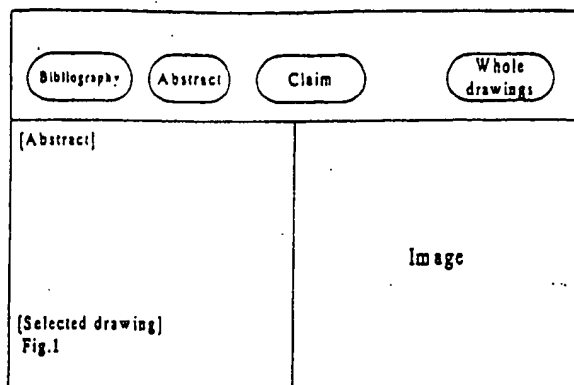 Bibliography
Abstract
Claim
Whole
drawings
[Abstract]
Image
[Selected drawing]
Fig.1